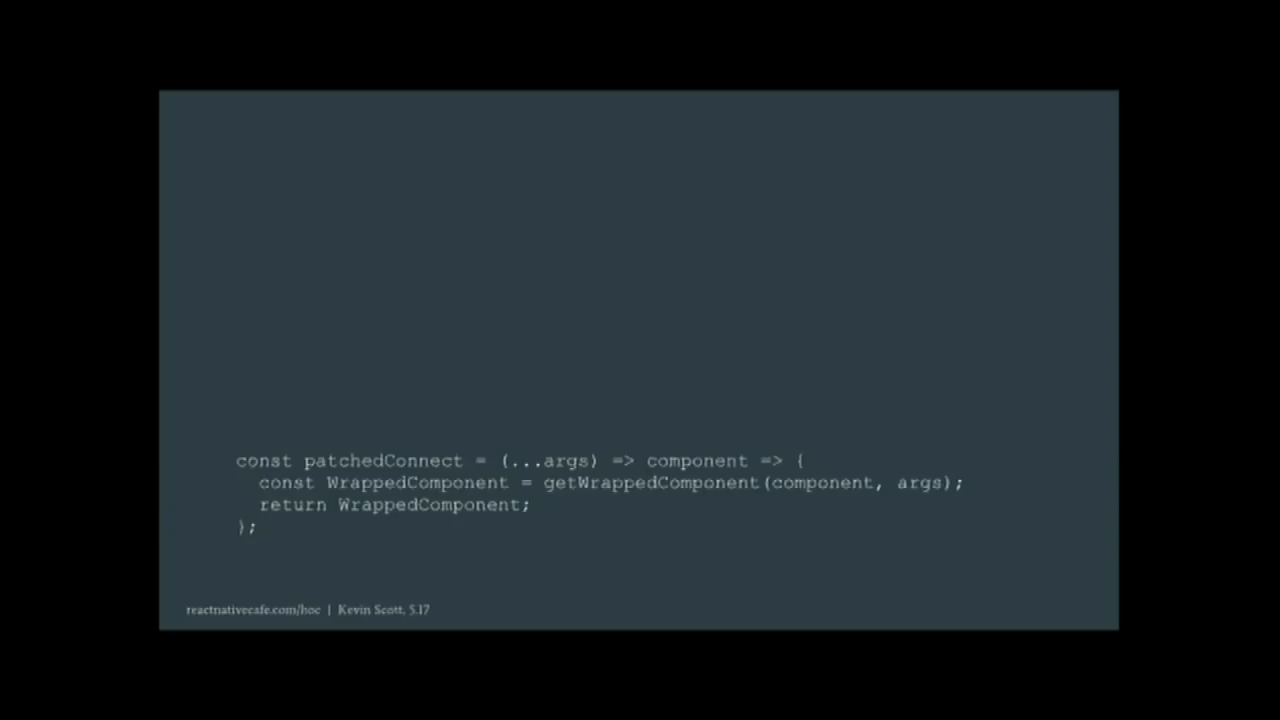 const patchedConnect = (...args) => component => {
  const WrappedComponent = getWrappedComponent(component, args);
  return WrappedComponent;
};
reactnativecafe.com/hoc | Kevin Scott, 5.17